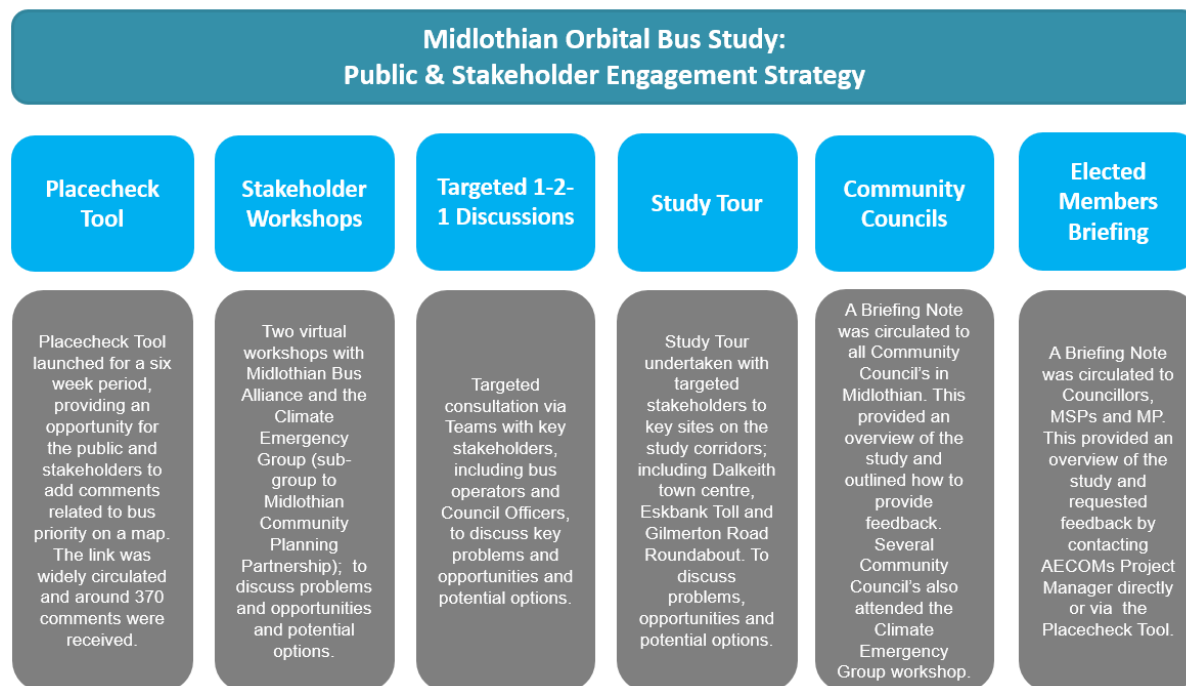 Midlothian Orbital Bus Study:
Public & Stakeholder Engagement Strategy
Placecheck
Tool
Stakeholder
Workshops
Targeted 1-2-
1 Discussions
Study Tour
Community
Councils
Elected
Members
Briefing
Placecheck Tool
launched for a six
week period,
providing an
opportunity for
the public and
stakeholders to
add comments
related to bus
priority on a map.
The link was
widely circulated
and around 370
comments were
received.
Two virtual
workshops with
Midlothian Bus
Alliance and the
Climate
Emergency
Group (sub-
group to
Midlothian
Community
Planning
Partnership);  to
discuss problems
and opportunities
and potential
options.
Targeted
consultation via
Teams with key
stakeholders,
including bus
operators and
Council Officers,
to discuss key
problems and
opportunities and
potential options.
Study Tour
undertaken with
targeted
stakeholders to
key sites on the
study corridors;
including Dalkeith
town centre,
Eskbank Toll and
Gilmerton Road
Roundabout. To
discuss
problems,
opportunities and
potential options.
A Briefing Note
was circulated to
all Community
Council's in
Midlothian. This
provided an
overview of the
study and
outlined how to
provide
feedback.
Several
Community
Council's also
attended the
Climate
Emergency
Group workshop.
A Briefing Note
was circulated to
Councillors,
MSPs and MP.
This provided an
overview of the
study and
requested
feedback by
contacting
AECOMs Project
Manager directly
or via  the
Placecheck Tool.